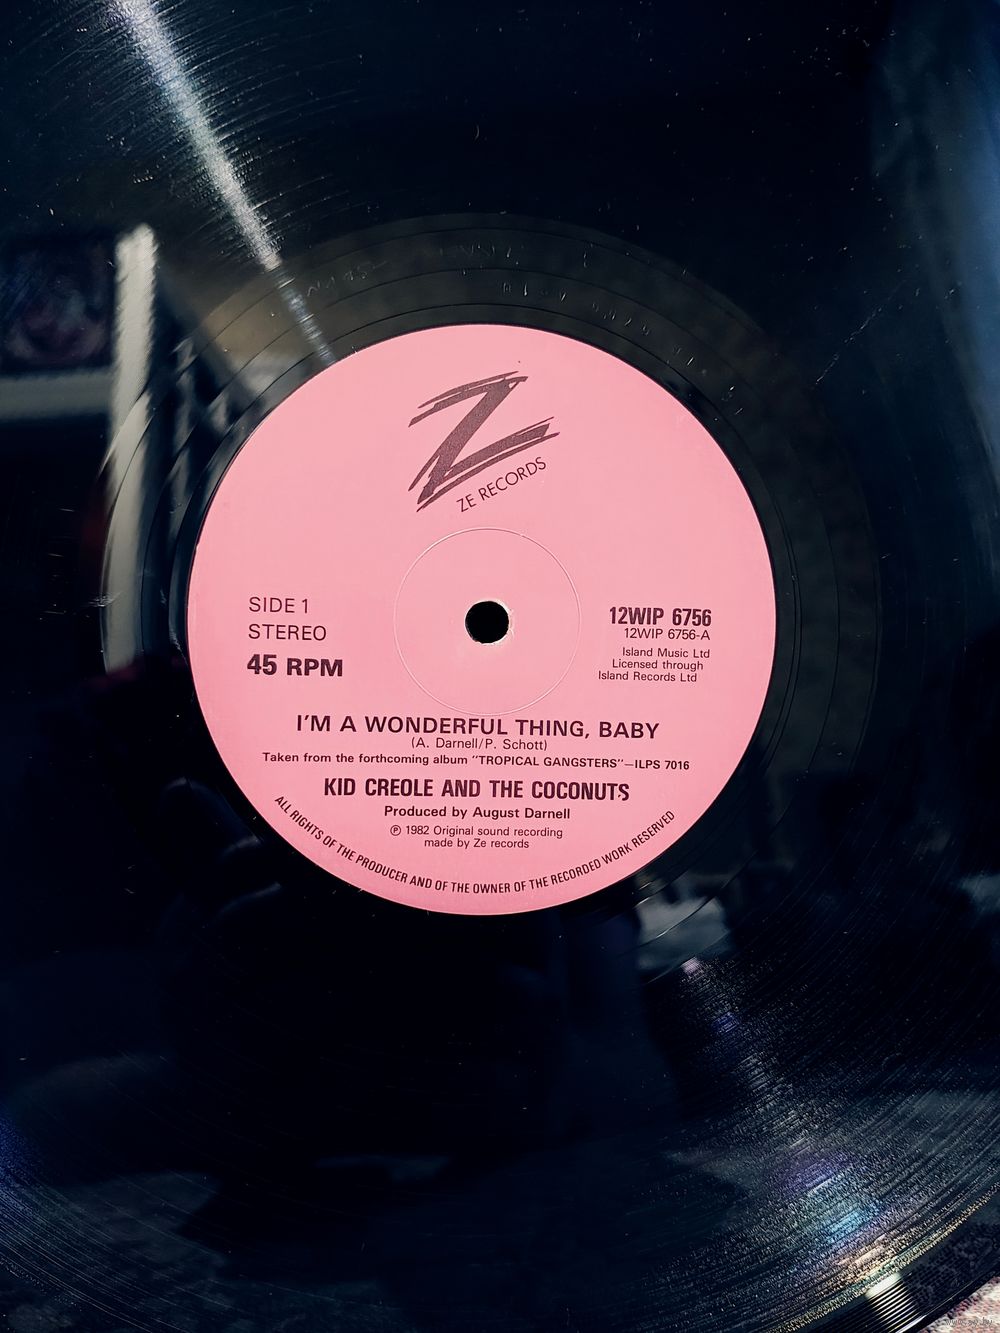 Z
ZE RECORDS
SIDE 1
STEREO
45 RPM
12WIP 6756
12WIP 6756-A
Island Music Ltd
Licensed through
Island Records Ltd
I'M A WONDERFUL THING, BABY
(A. Darnell/P. Schott)
Taken from the forthcoming album "TROPICAL GANGSTERS"—ILPS 7016
KID CREOLE AND THE COCONUTS
Produced by August Darnell
℗ 1982 Original sound recording
made by Ze records
ALL RIGHTS OF THE PRODUCER AND OF THE OWNER OF THE RECORDED WORK RESERVED